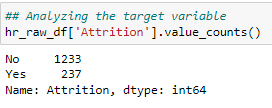 ## Analyzing the target variable
hr_raw_df['Attrition'].value_counts()
No 1233
Yes 237
Name: Attrition, dtype: int64